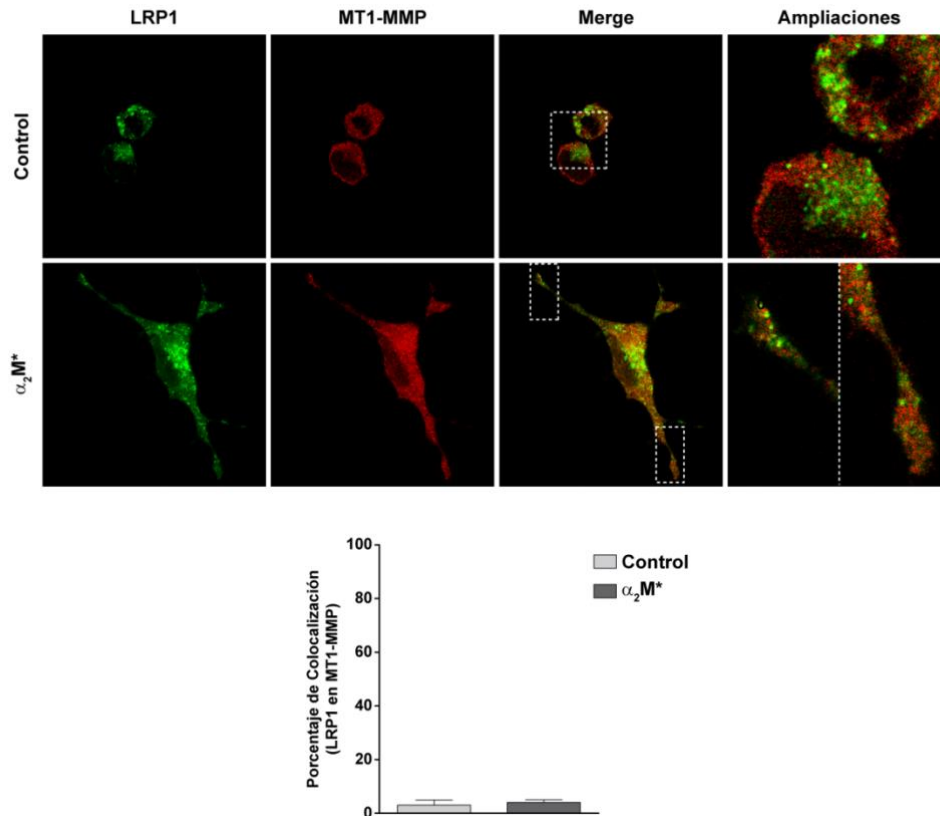 LRP1 MT1-MMP Merge Ampliaciones
Control
α₂M*
100
80
60
40
20
0
Porcentaje de Colocalización
(LRP1 en MT1-MMP)
Control
α₂M*